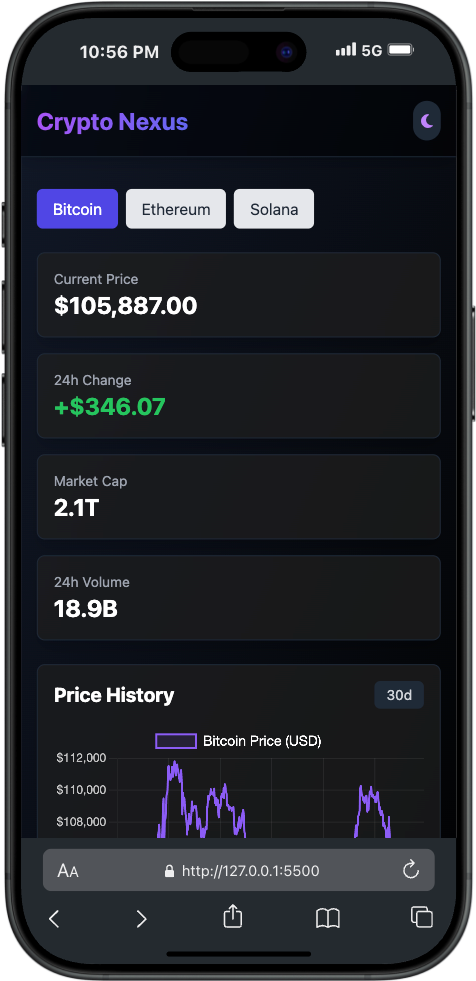 10:56 PM 5G
Crypto Nexus
Bitcoin Ethereum Solana
Current Price
$105,887.00
24h Change
+$346.07
Market Cap
2.1T
24h Volume
18.9B
Price History 30d
Bitcoin Price (USD)
$112,000
$110,000
$108,000
AA http://127.0.0.1:5500